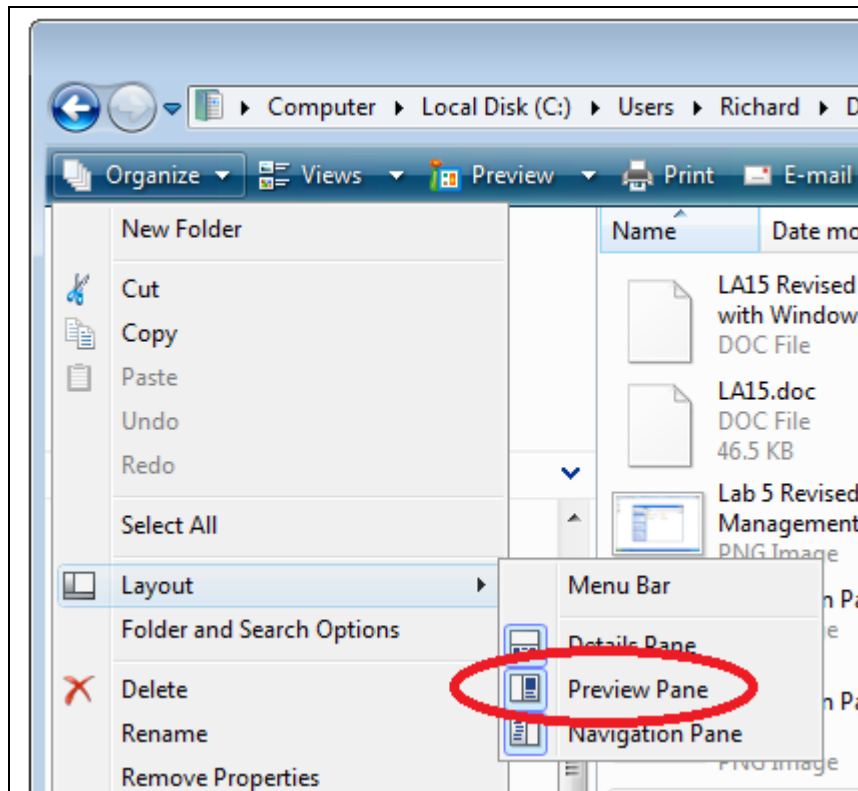 Computer Local Disk (C:) Users Richard D
Organize Views Preview Print E-mail
New Folder
Cut
Copy
Paste
Undo
Redo
Select All
Layout
Folder and Search Options
Delete
Rename
Remove Properties
Menu Bar
Details Pane
Preview Pane
Navigation Pane
Name Date mo
LA15 Revised
with Window
DOC File
LA15.doc
DOC File
46.5 KB
Lab 5 Revised
Management
PNG Image
n Pa
e
n Pa
PNG Image